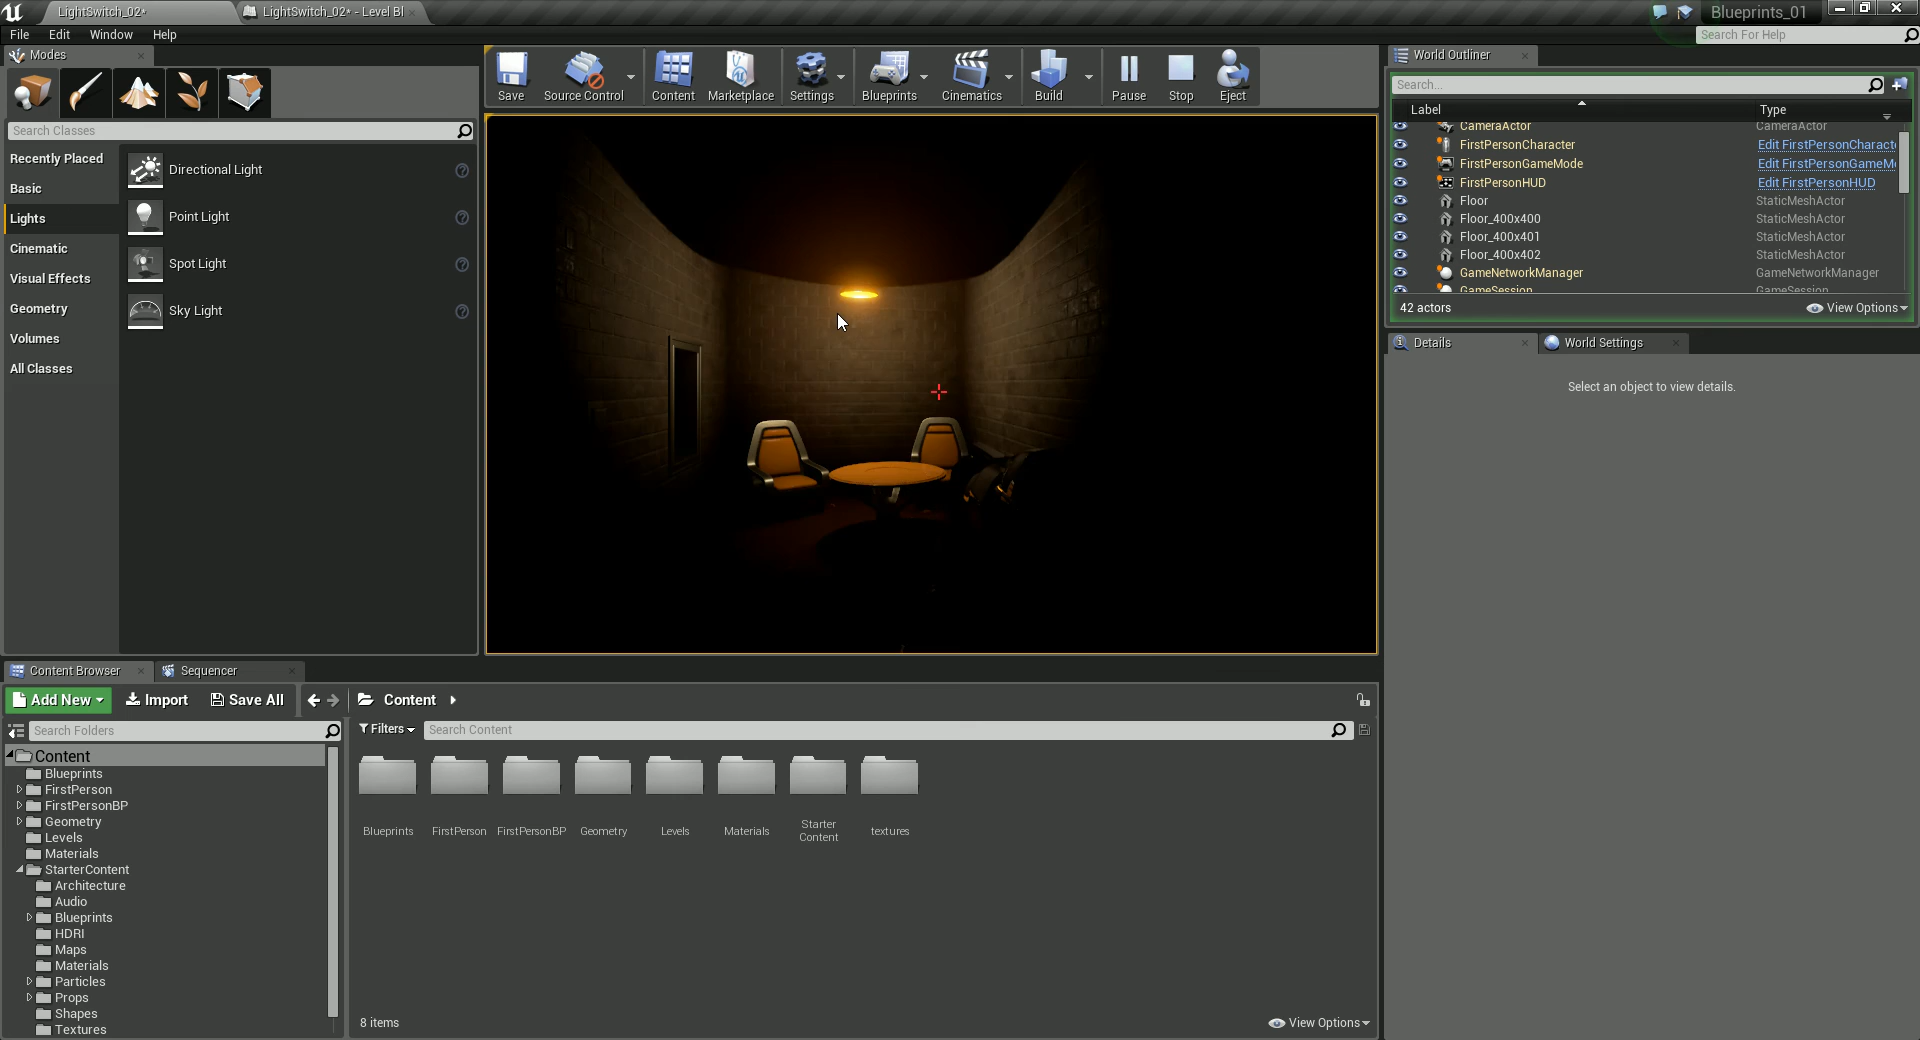 LightSwitch_02*
LightSwitch_02* - Level Bl
Blueprints_01
File Edit Window Help
Search For Help
Modes
Save
Source Control
Content
Marketplace
Settings
Blueprints
Cinematics
Build
Pause
Stop
Eject
Search Classes
Recently Placed
Basic
Lights
Cinematic
Visual Effects
Geometry
Volumes
All Classes
Directional Light
Point Light
Spot Light
Sky Light
World Outliner
Search...
Label Type
CameraActor CameraActor
FirstPersonCharacter Edit FirstPersonCharact
FirstPersonGameMode Edit FirstPersonGameM
FirstPersonHUD Edit FirstPersonHUD
Floor StaticMeshActor
Floor_400x400 StaticMeshActor
Floor_400x401 StaticMeshActor
Floor_400x402 StaticMeshActor
GameNetworkManager GameNetworkManager
GameSession GameSession
42 actors View Options
Details
World Settings
Select an object to view details.
Content Browser
Sequencer
Add New Import Save All Content
Search Folders
Filters Search Content
Content
Blueprints
FirstPerson
FirstPersonBP
Geometry
Levels
Materials
StarterContent
Architecture
Audio
Blueprints
HDRI
Maps
Materials
Particles
Props
Shapes
Textures
Blueprints
FirstPerson
FirstPersonBP
Geometry
Levels
Materials
Starter
Content
textures
8 items View Options